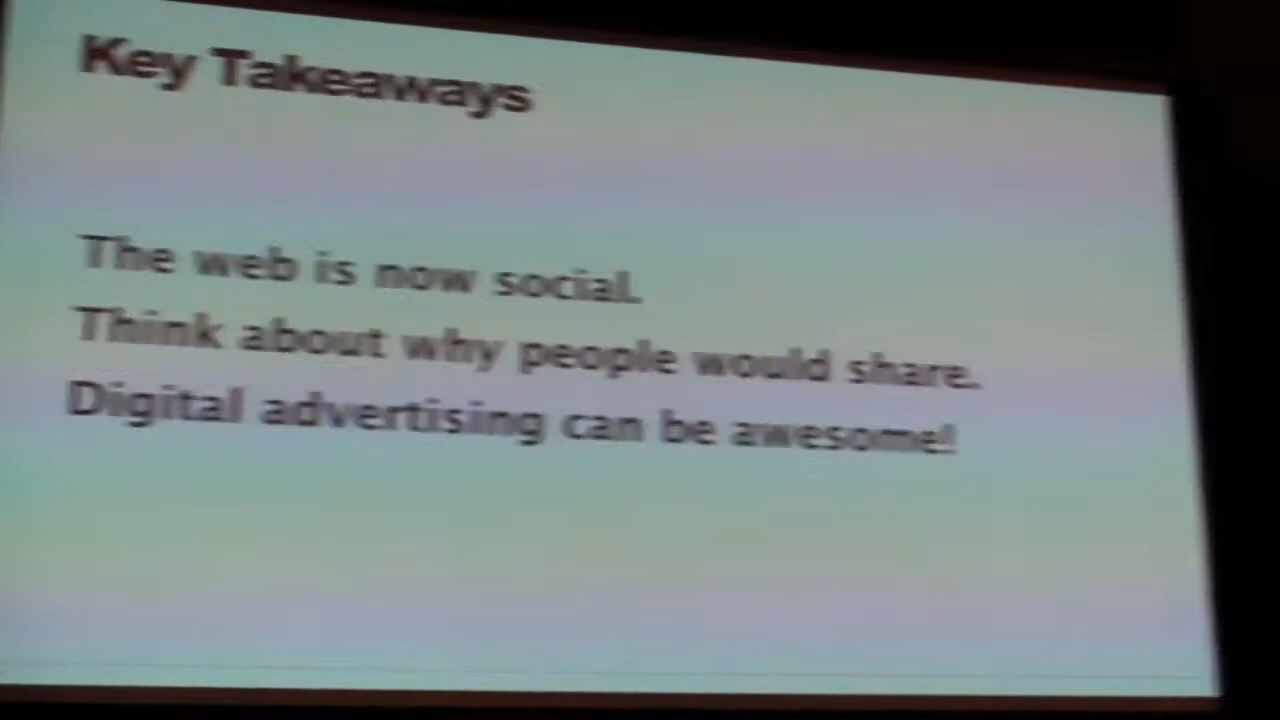 Key Takeaways
The web is now social.
Think about why people would share.
Digital advertising can be awesome!